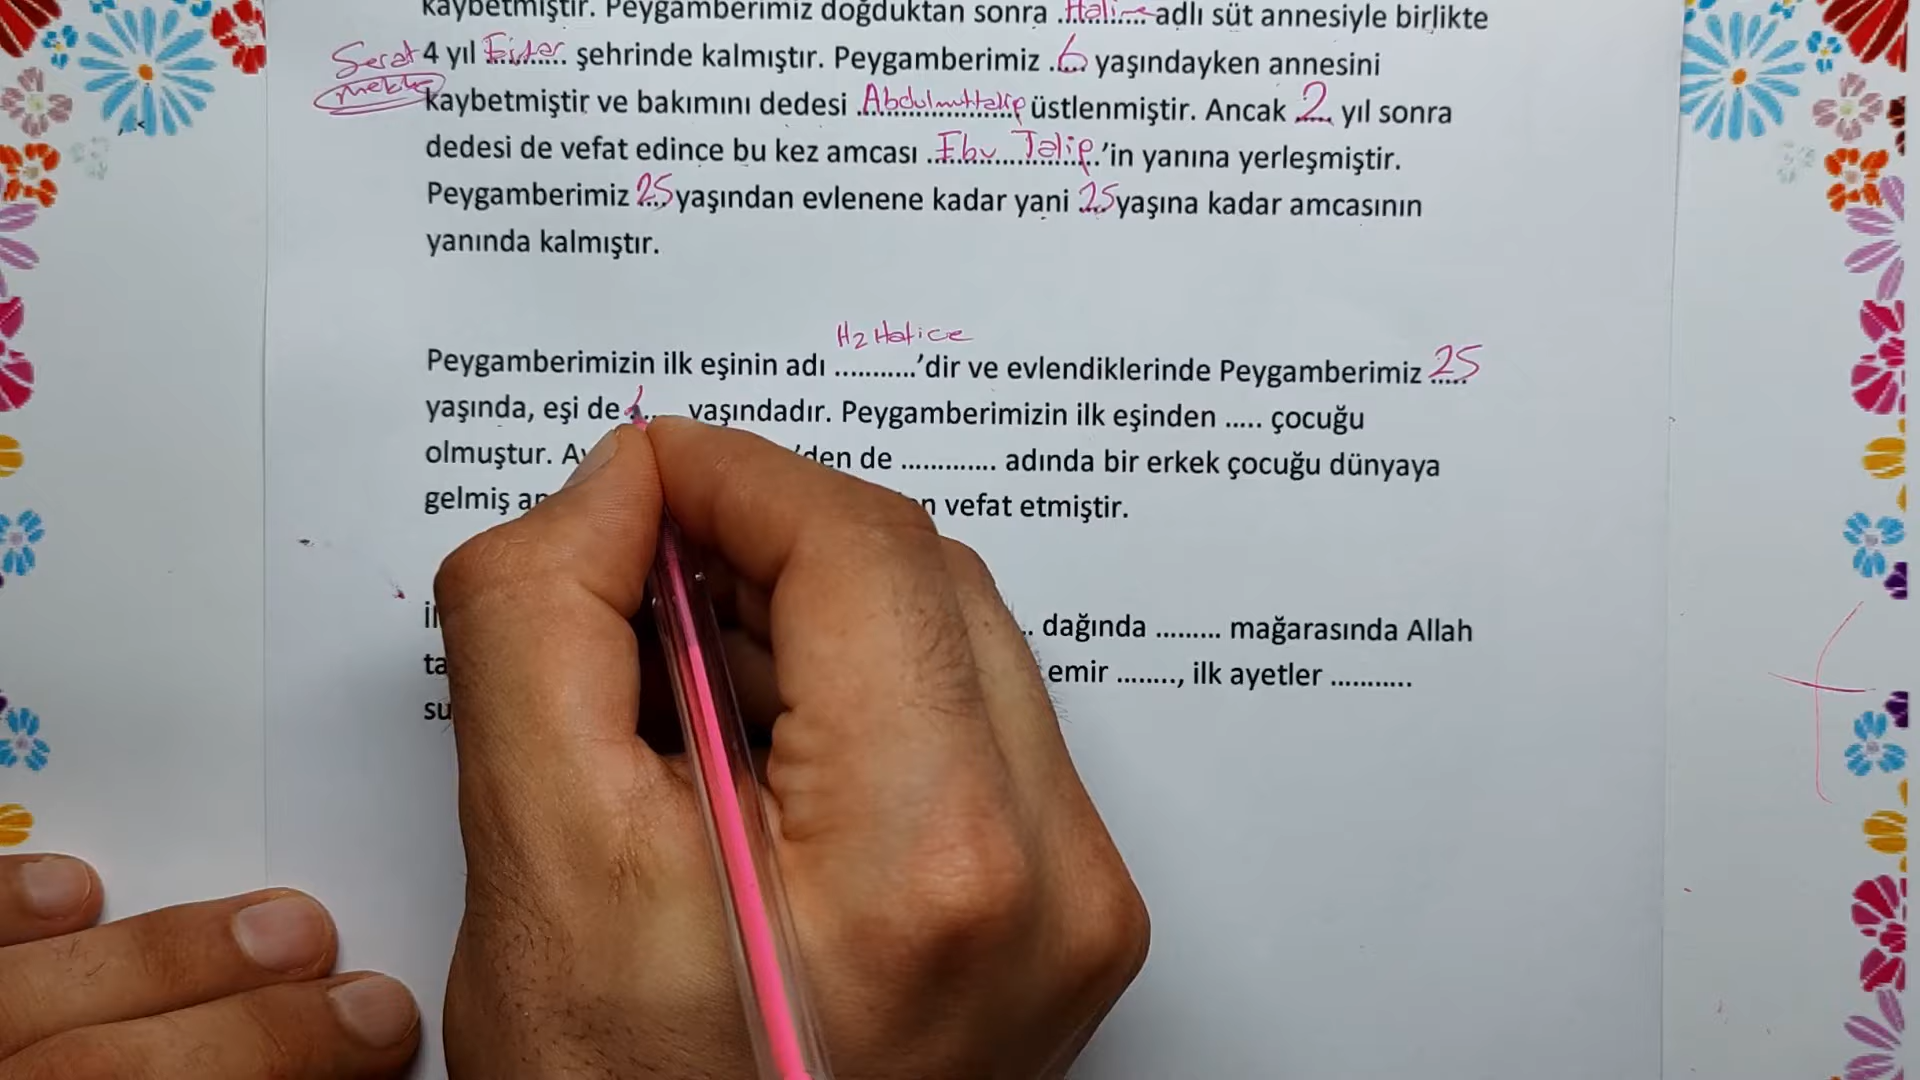 kaybetmiştir. Peygamberimiz doğduktan sonra .Halime adlı süt annesiyle birlikte
Serat 4 yıl ........... şehrinde kalmıştır. Peygamberimiz .6.. yaşındayken annesini
mekke kaybetmiştir ve bakımını dedesi .Abdulmuttalip üstlenmiştir. Ancak 2 yıl sonra
dedesi de vefat edince bu kez amcası ..Ebu Talip.'in yanına yerleşmiştir.
Peygamberimiz 25 yaşından evlenene kadar yani 25 yaşına kadar amcasının
yanında kalmıştır.
Hz Hatice
Peygamberimizin ilk eşinin adı ...........'dir ve evlendiklerinde Peygamberimiz 25
yaşında, eşi de ..... yaşındadır. Peygamberimizin ilk eşinden ..... çocuğu
olmuştur. 'den de ............. adında bir erkek çocuğu dünyaya
gelmiş vefat etmiştir.
dağında ......... mağarasında Allah
emir ........, ilk ayetler ...........